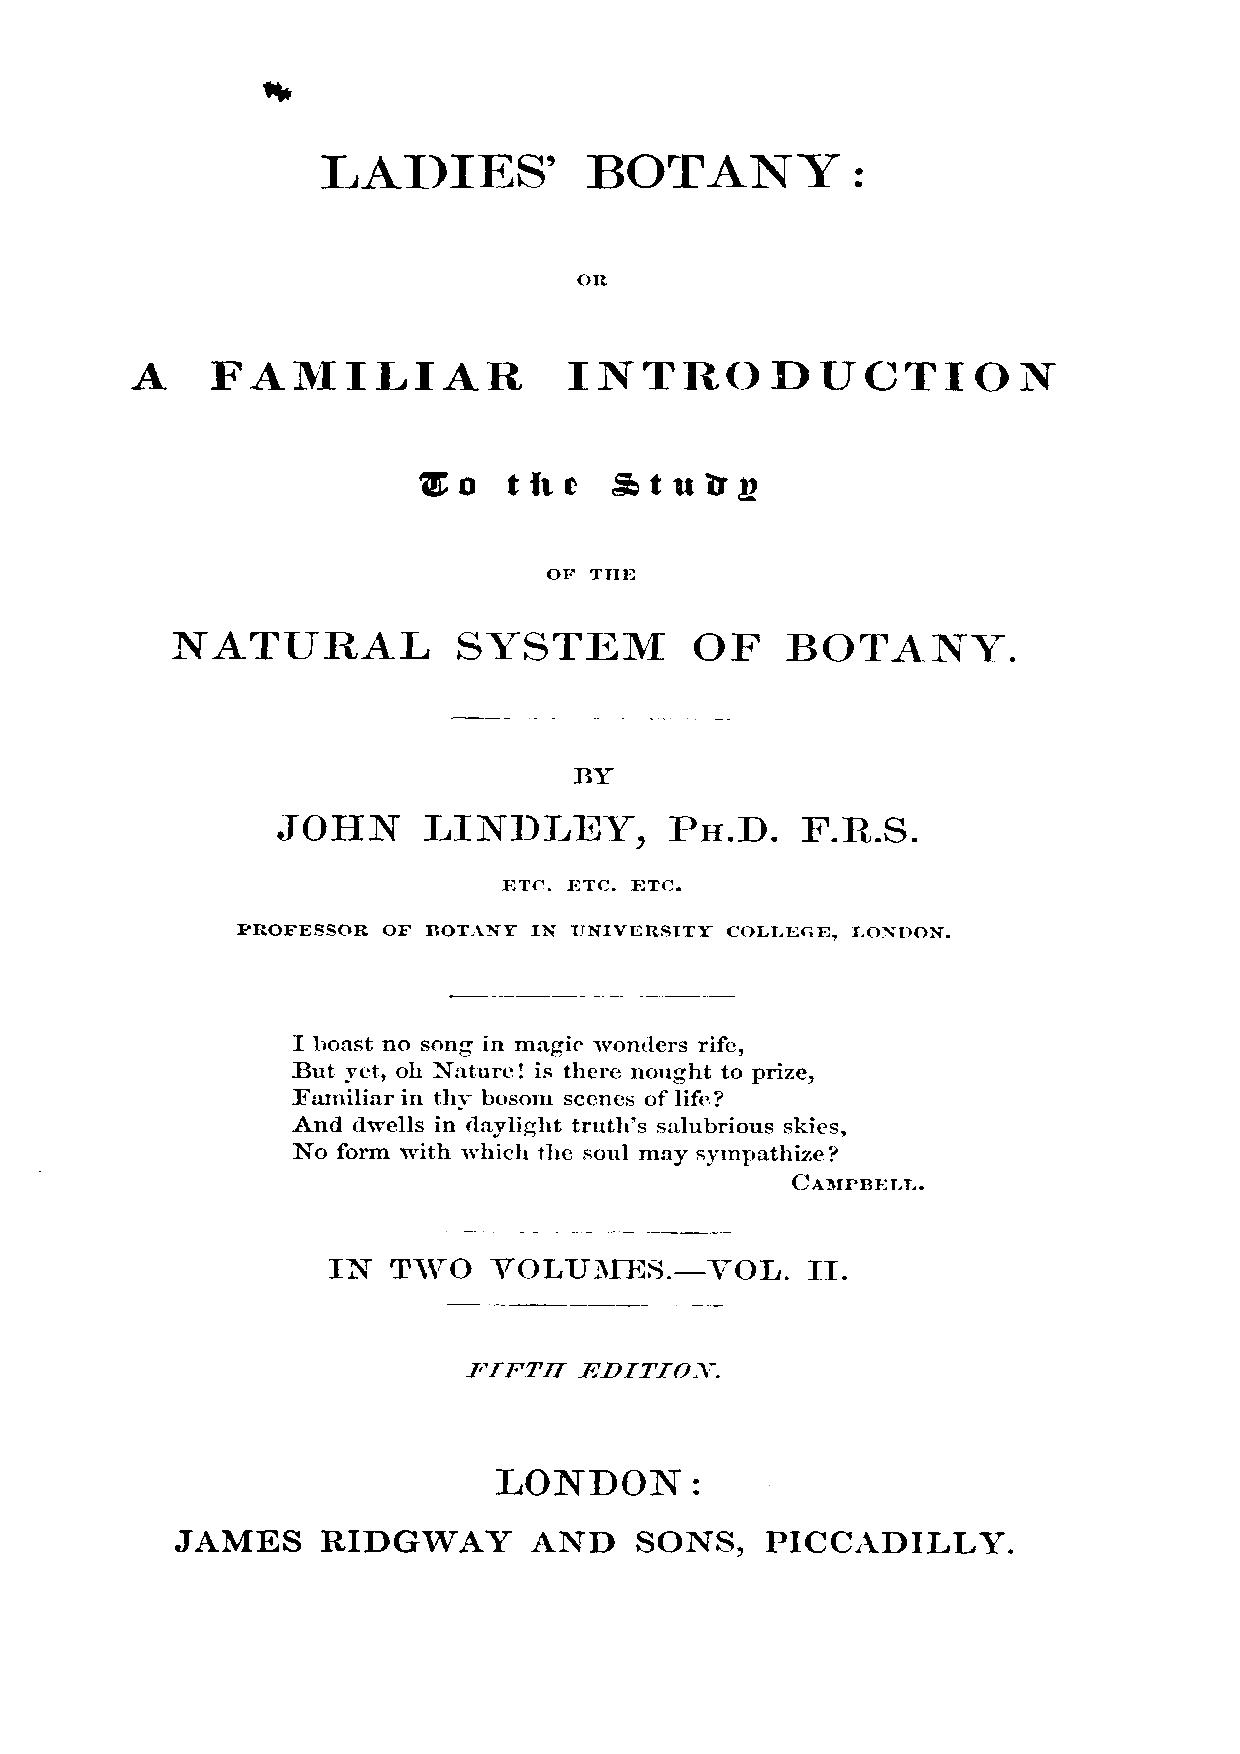 LADIES' BOTANY:
OR
A FAMILIAR INTRODUCTION
To the Study
OF THE
NATURAL SYSTEM OF BOTANY.
BY
JOHN LINDLEY, PH.D. F.R.S.
ETC. ETC. ETC.
PROFESSOR OF BOTANY IN UNIVERSITY COLLEGE, LONDON.
I boast no song in magic wonders rife,
But yet, oh Nature! is there nought to prize,
Familiar in thy bosom scenes of life?
And dwells in daylight truth's salubrious skies,
No form with which the soul may sympathize?
CAMPBELL.
IN TWO VOLUMES.—VOL. II.
FIFTH EDITION.
LONDON:
JAMES RIDGWAY AND SONS, PICCADILLY.